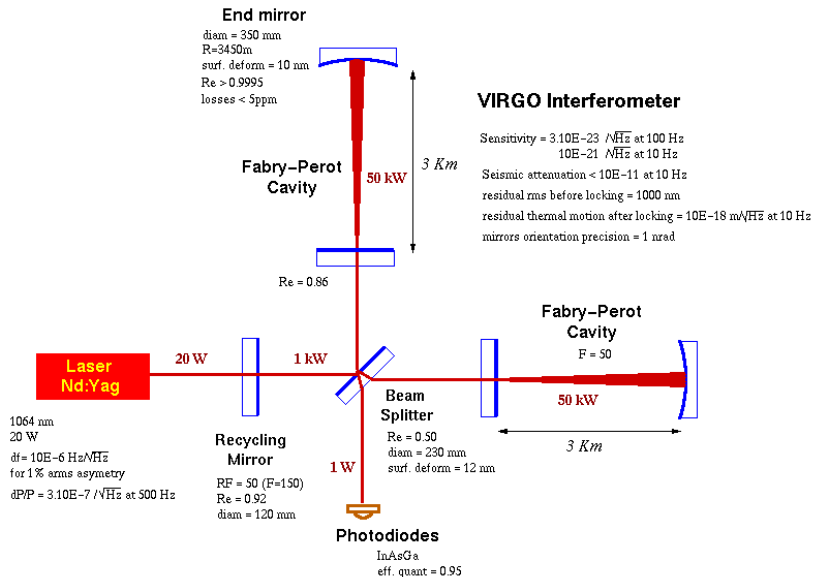 End mirror
diam = 350 mm
R=3450m
surf. deform = 10 nm
Re > 0.9995
losses < 5ppm
Fabry-Perot
Cavity
50 kW
3 Km
Re = 0.86
VIRGO Interferometer
Sensitivity = 3.10E-23 /√Hz at 100 Hz
10E-21 /√Hz at 10 Hz
Seismic attenuation < 10E-11 at 10 Hz
residual rms before locking = 1000 nm
residual thermal motion after locking = 10E-18 m/√Hz at 10 Hz
mirrors orientation precision = 1 nrad
Fabry-Perot
Cavity
F = 50
50 kW
3 Km
Laser
Nd:Yag
20 W
1 kW
1064 nm
20 W
df= 10E-6 Hz/√Hz
for 1% arms asymetry
dP/P = 3.10E-7 /√Hz at 500 Hz
Recycling
Mirror
RF = 50 (F=150)
Re = 0.92
diam = 120 mm
Beam
Splitter
Re = 0.50
diam = 230 mm
surf. deform = 12 nm
1 W
Photodiodes
InAsGa
eff. quant = 0.95